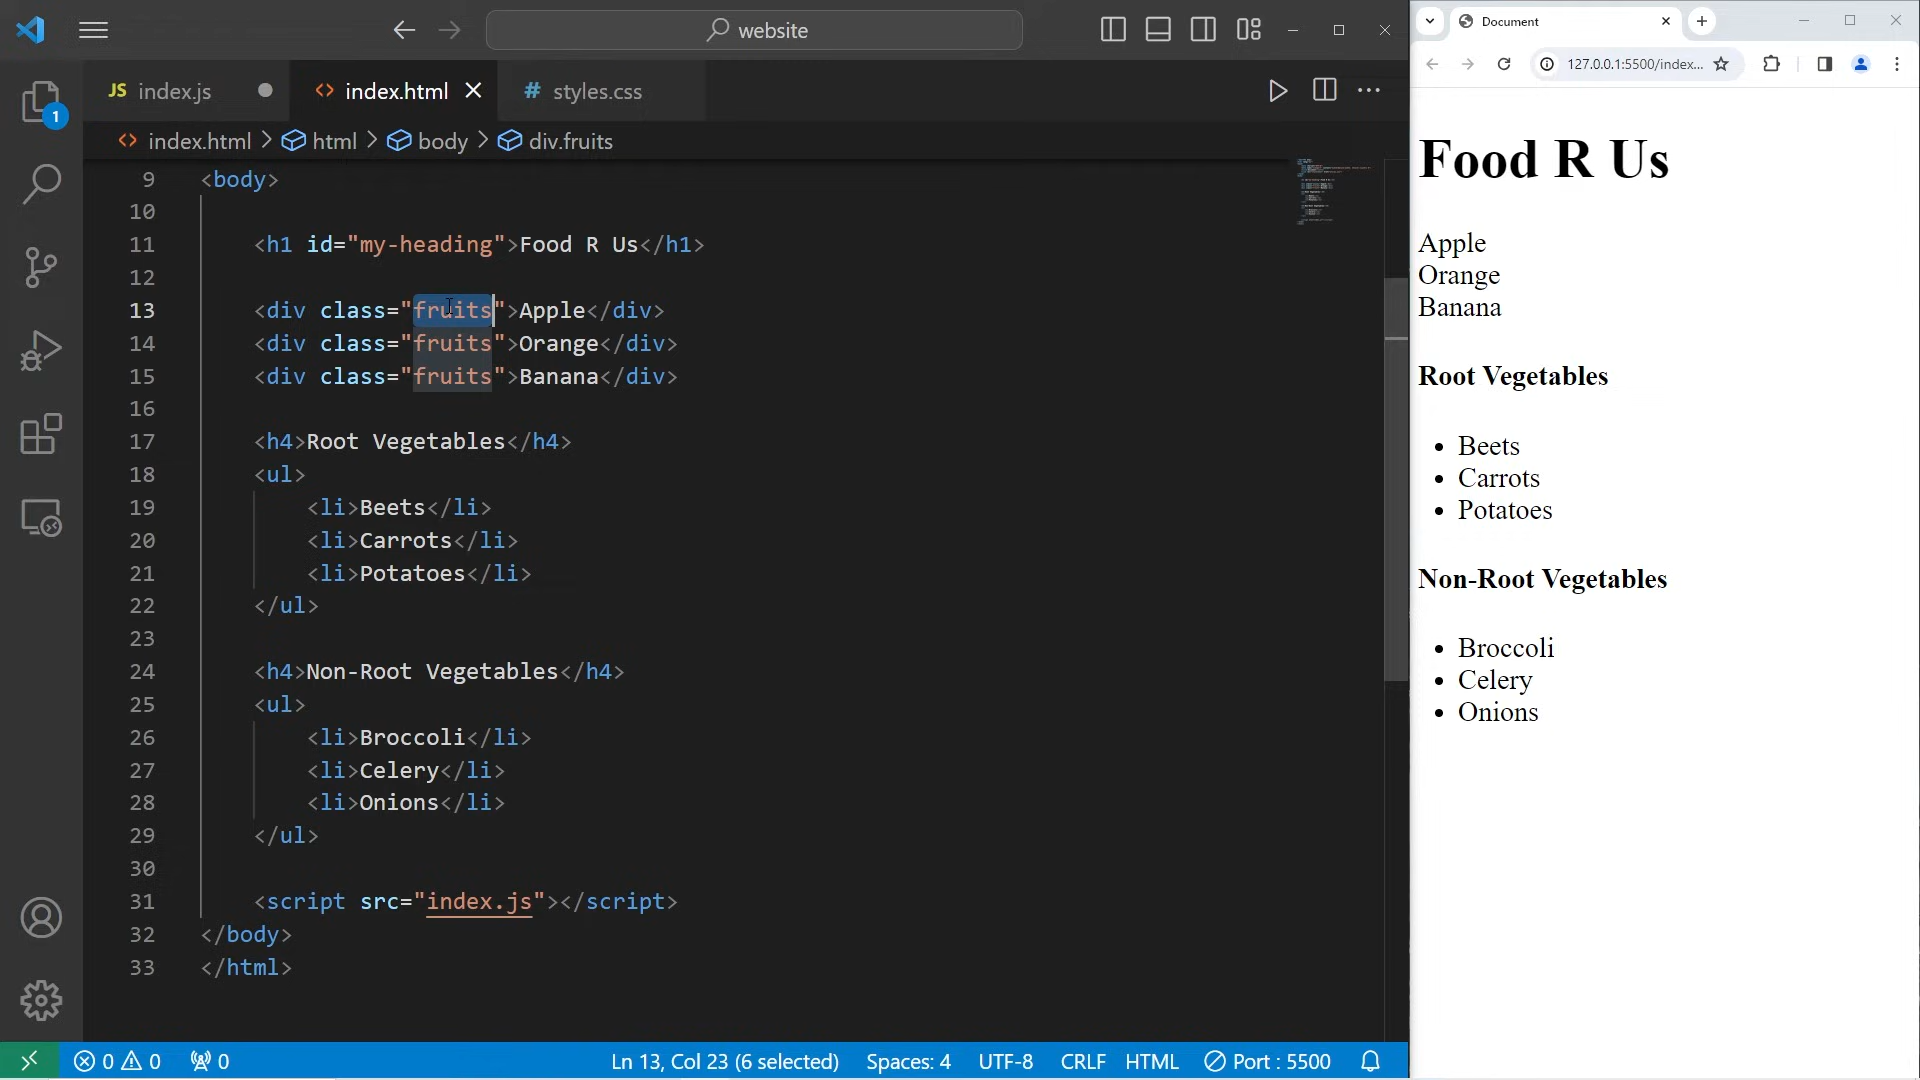 website
JS index.js
<> index.html
# styles.css
index.html > html > body > div.fruits
1
9 <body>
10
11 <h1 id="my-heading">Food R Us</h1>
12
13 <div class="fruits">Apple</div>
14 <div class="fruits">Orange</div>
15 <div class="fruits">Banana</div>
16
17 <h4>Root Vegetables</h4>
18 <ul>
19 <li>Beets</li>
20 <li>Carrots</li>
21 <li>Potatoes</li>
22 </ul>
23
24 <h4>Non-Root Vegetables</h4>
25 <ul>
26 <li>Broccoli</li>
27 <li>Celery</li>
28 <li>Onions</li>
29 </ul>
30
31 <script src="index.js"></script>
32 </body>
33 </html>
0 0 0
Ln 13, Col 23 (6 selected) Spaces: 4 UTF-8 CRLF HTML Port : 5500
Document
127.0.0.1:5500/index...
Food R Us
Apple
Orange
Banana
Root Vegetables
• Beets
• Carrots
• Potatoes
Non-Root Vegetables
• Broccoli
• Celery
• Onions